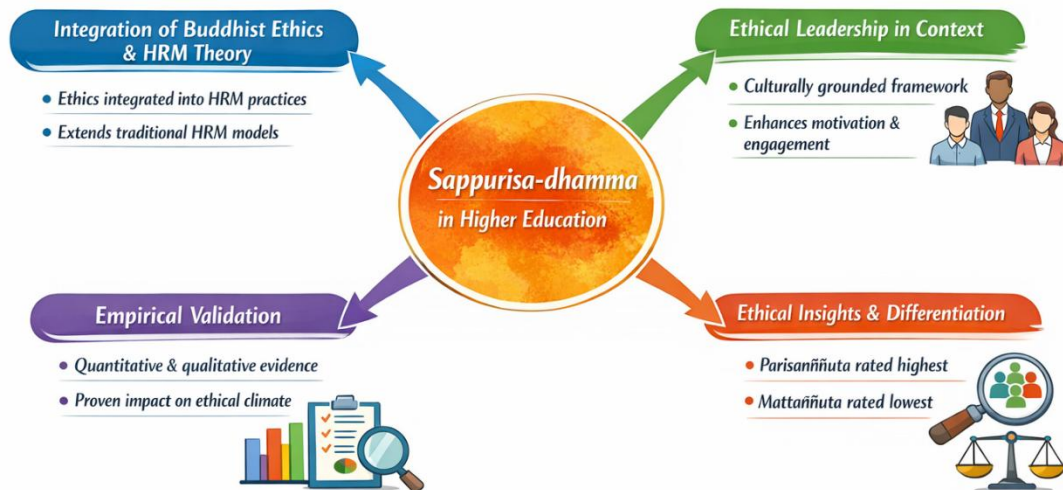 Integration of Buddhist Ethics
& HRM Theory
Ethics integrated into HRM practices
Extends traditional HRM models
Ethical Leadership in Context
Culturally grounded framework
Enhances motivation &
engagement
Sappurisa-dhamma
in Higher Education
Empirical Validation
Quantitative & qualitative evidence
Proven impact on ethical climate
Ethical Insights & Differentiation
Parisanññuta rated highest
Mattaññuta rated lowest